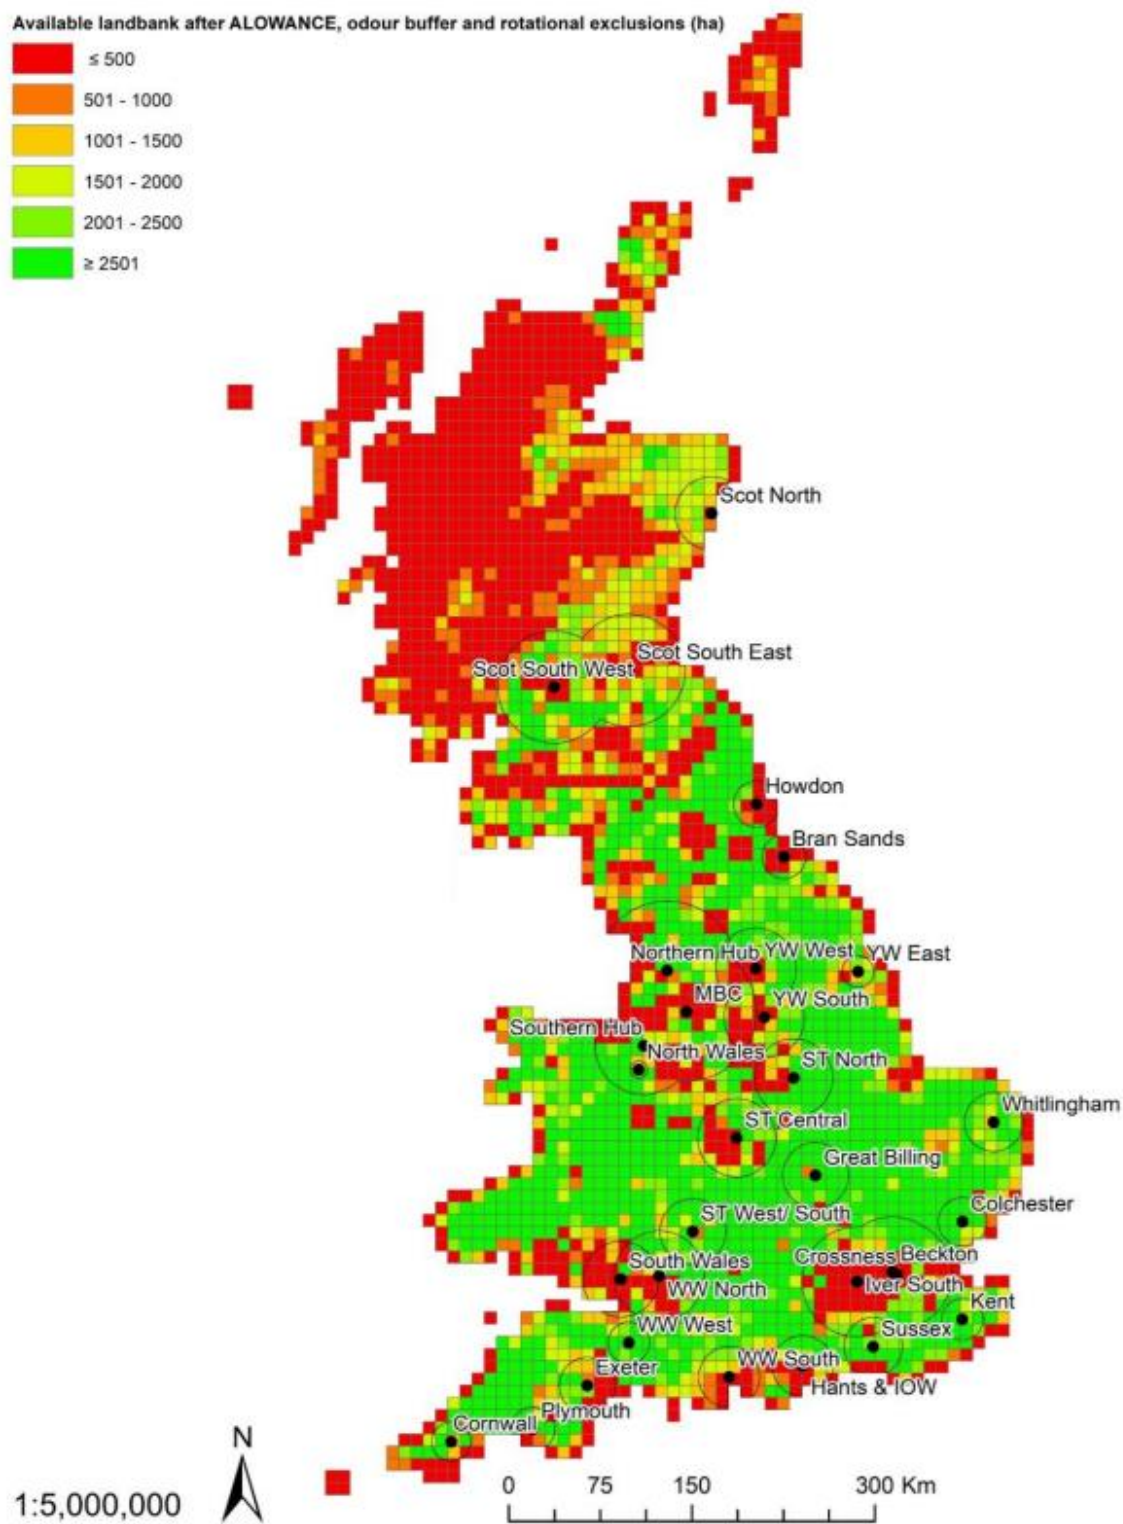 Available landbank after ALOWANCE, odour buffer and rotational exclusions (ha)
≤ 500
501 - 1000
1001 - 1500
1501 - 2000
2001 - 2500
≥ 2501
Scot North
Scot South East
Scot South West
Howdon
Bran Sands
Northern Hub
YW West
YW East
MBC
YW South
Southern Hub
North Wales
ST North
Whitlingham
ST Central
Great Billing
Colchester
ST West/ South
Crossness
Beckton
South Wales
Iver South
WW North
Kent
WW West
Sussex
WW South
Exeter
Hants & IOW
Plymouth
Cornwall
N
0 75 150 300 Km
1:5,000,000